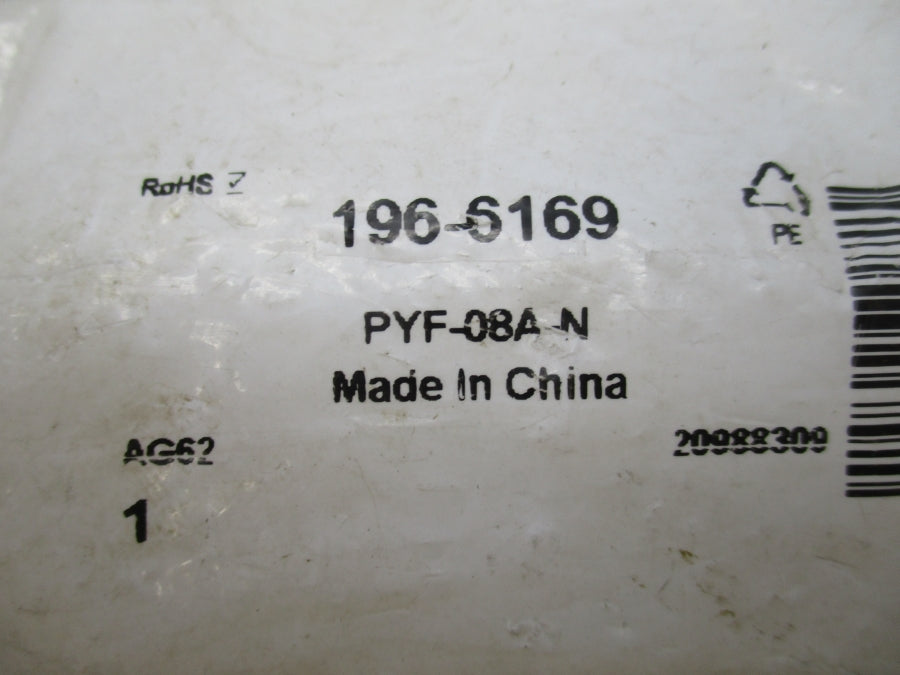 RoHS
196-6169
PE
PYF-08A-N
Made In China
AG62
20988309
1